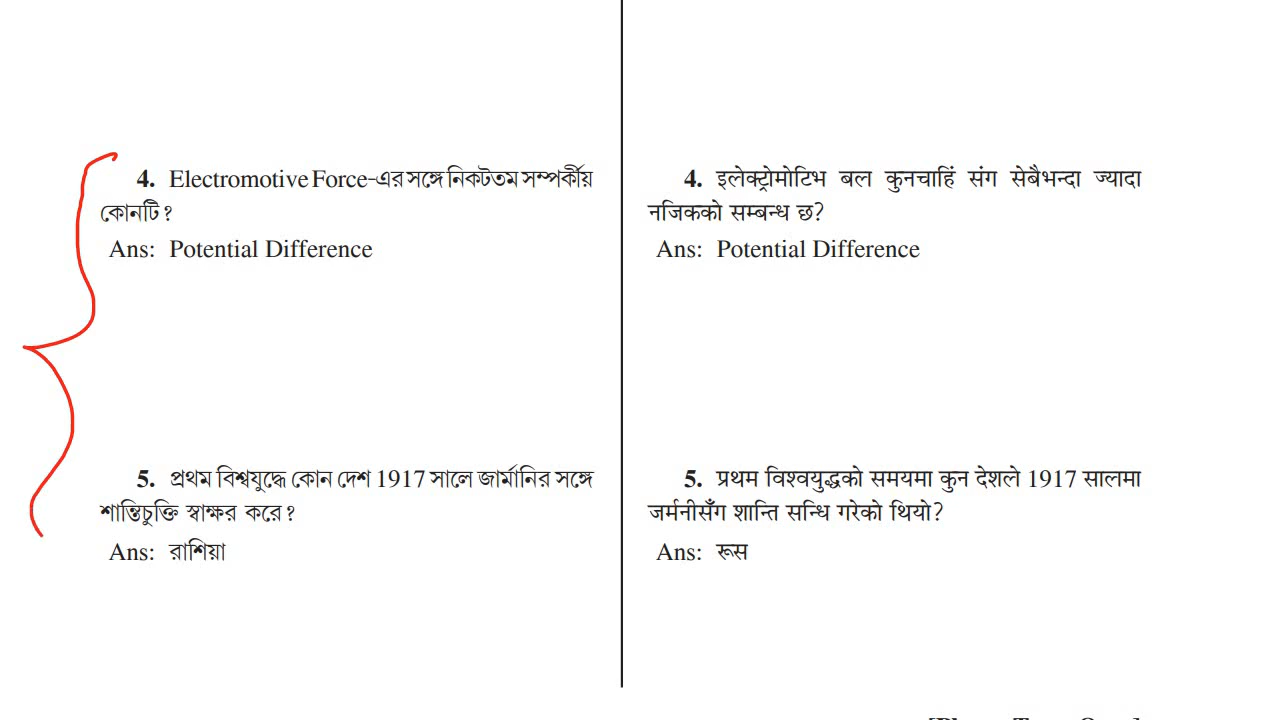 4. Electromotive Force-এর সঙ্গে নিকটতম সম্পর্কীয়
কোনটি ?
Ans: Potential Difference
5. প্রথম বিশ্বযুদ্ধে কোন দেশ 1917 সালে জার্মানির সঙ্গে
শান্তিচুক্তি স্বাক্ষর করে ?
Ans: রাশিয়া
4. इलेक्ट्रोमोटिभ बल कुनचाहिं संग सेबैभन्दा ज्यादा
नजिकको सम्बन्ध छ?
Ans: Potential Difference
5. प्रथम विश्वयुद्धको समयमा कुन देशले 1917 सालमा
जर्मनीसँग शान्ति सन्धि गरेको थियो?
Ans: रूस